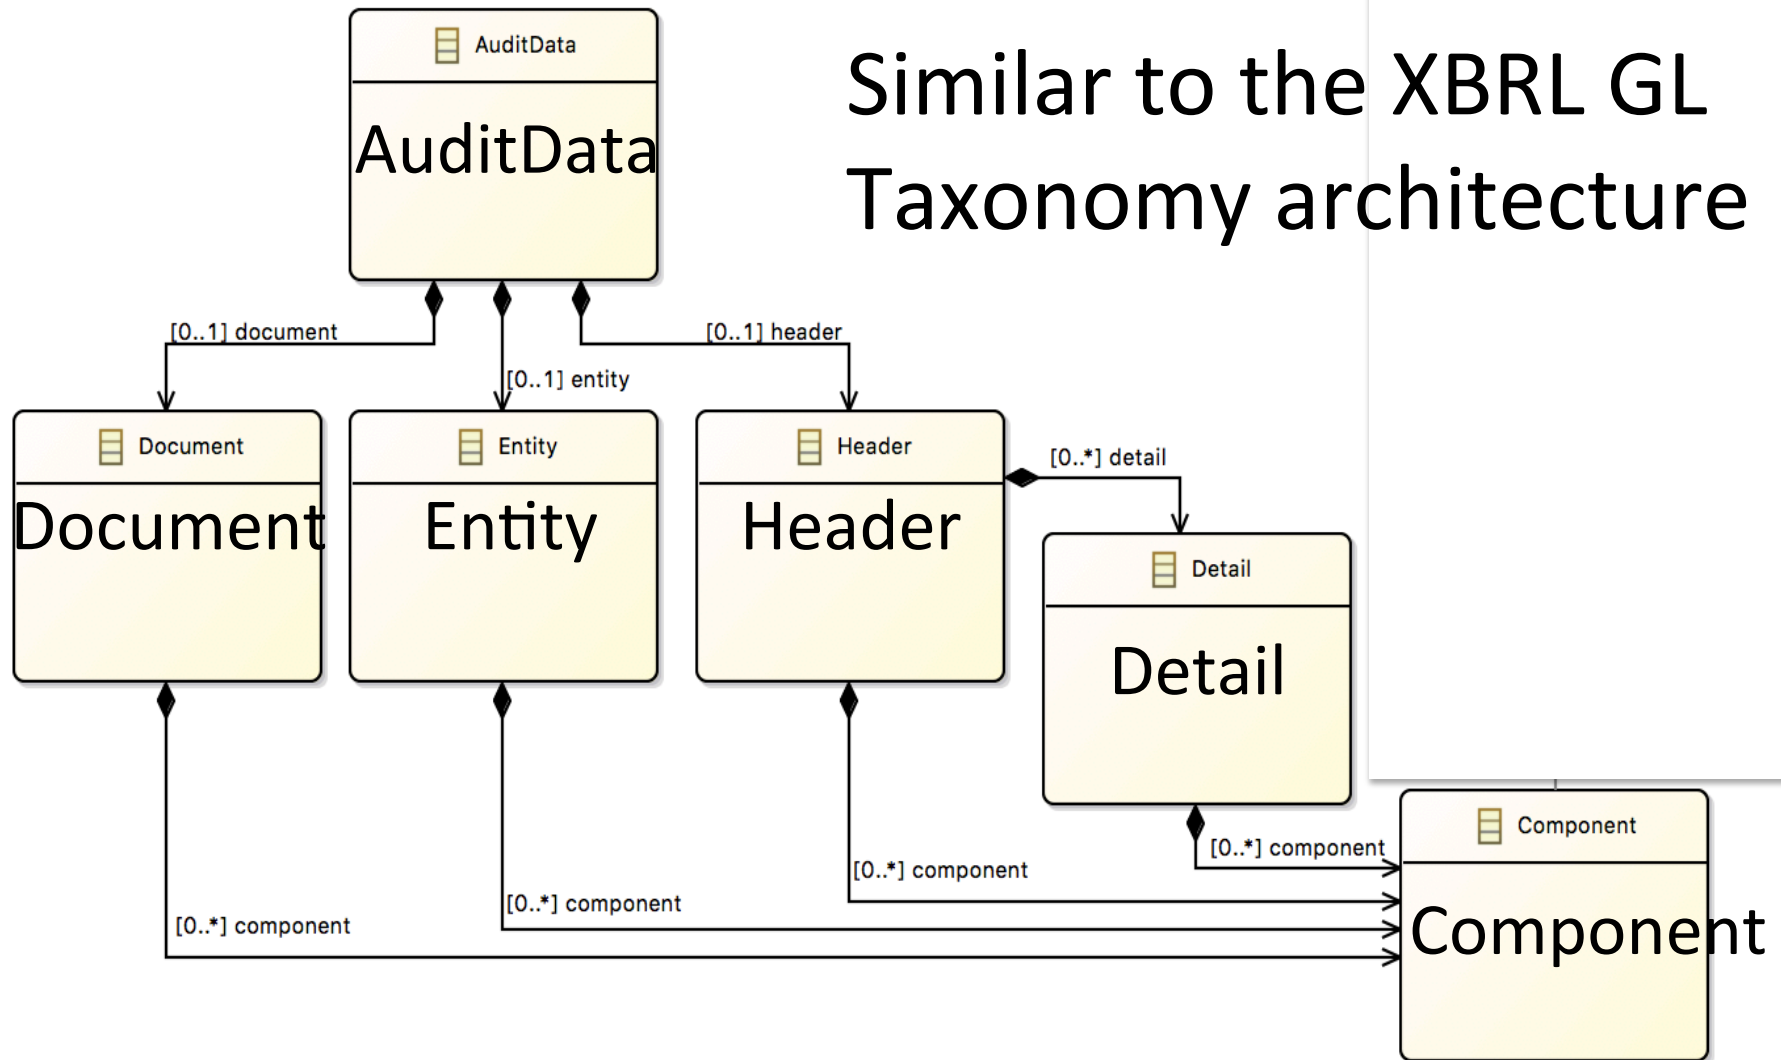 AuditData
AuditData
Similar to the XBRL GL
Taxonomy architecture
[0..1] document
[0..1] header
[0..1] entity
Document
Document
Entity
Entity
Header
Header
[0..*] detail
Detail
Detail
[0..*] component
[0..*] component
[0..*] component
[0..*] component
Component
Component